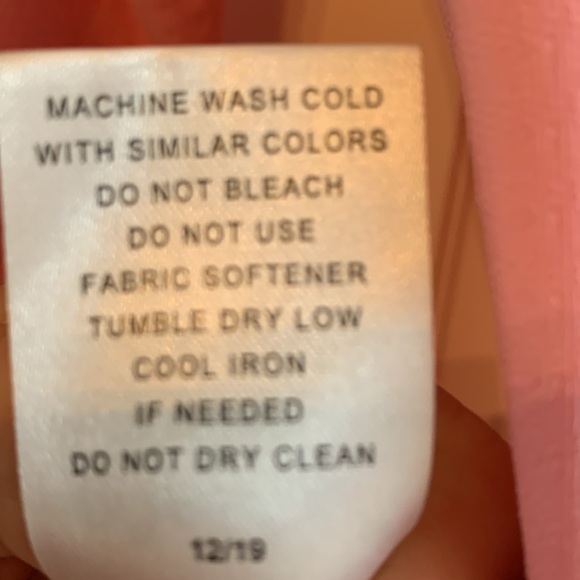 MACHINE WASH COLD
WITH SIMILAR COLORS
DO NOT BLEACH
DO NOT USE
FABRIC SOFTENER
TUMBLE DRY LOW
COOL IRON
IF NEEDED
DO NOT DRY CLEAN
12/19